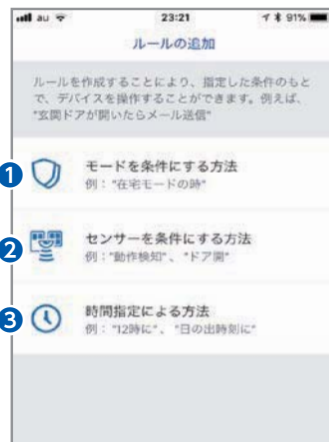 au 23:21 91%
ルールの追加
ルールを作成することにより、指定した条件のもと
で、デバイスを操作することができます。例えば、
"玄関ドアが開いたらメール送信"
1 モードを条件にする方法
例："在宅モードの時"
2 センサーを条件にする方法
例："動作検知"、"ドア開"
3 時間指定による方法
例："12時に"、"日の出時刻に"